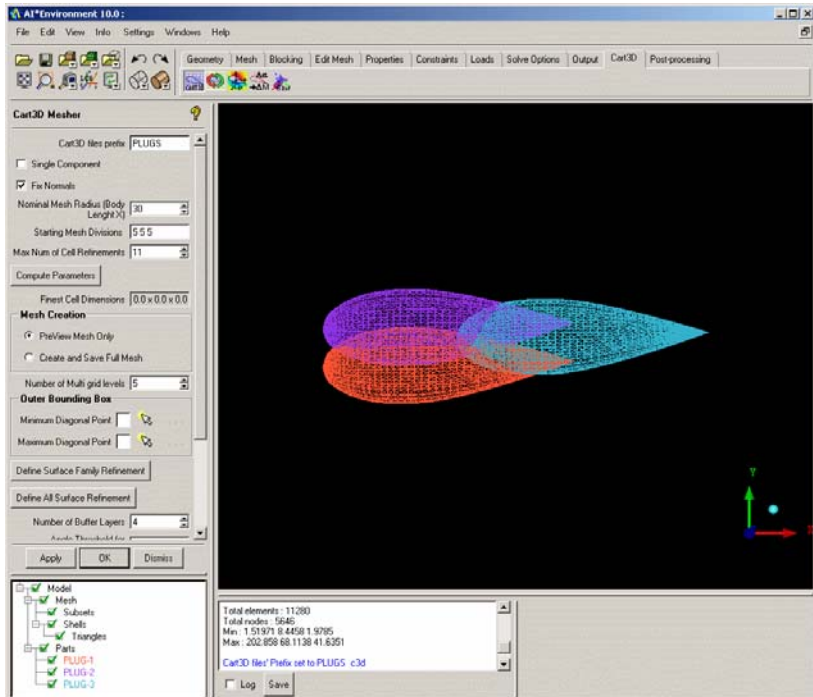 AI*Environment 10.0 :
File Edit View Info Settings Windows Help
Geometry Mesh Blocking Edit Mesh Properties Constraints Loads Solve Options Output Cart3D Post-processing
Cart3D Mesher
Cart3D files prefix PLUGS
Single Component
Fix Normals
Nominal Mesh Radius (Body
Lenght X) 30
Starting Mesh Divisions 5 5 5
Max Num of Cell Refinements 11
Compute Parameters
Finest Cell Dimensions 0.0 x 0.0 x 0.0
Mesh Creation
PreView Mesh Only
Create and Save Full Mesh
Number of Multi grid levels 5
Outer Bounding Box
Minimum Diagonal Point
Maximum Diagonal Point
Define Surface Family Refinement
Define All Surface Refinement
Number of Buffer Layers 4
Angle Threshold for
Apply OK Dismiss
Y
Model
Mesh
Subsets
Shells
Triangles
Parts
PLUG-1
PLUG-2
PLUG-3
Total elements : 11280
Total nodes : 5646
Min : 1.51971 8.4458 1.9785
Max : 202.858 68.1138 41.6351
Cart3D files' Prefix set to PLUGS c3d
Log Save